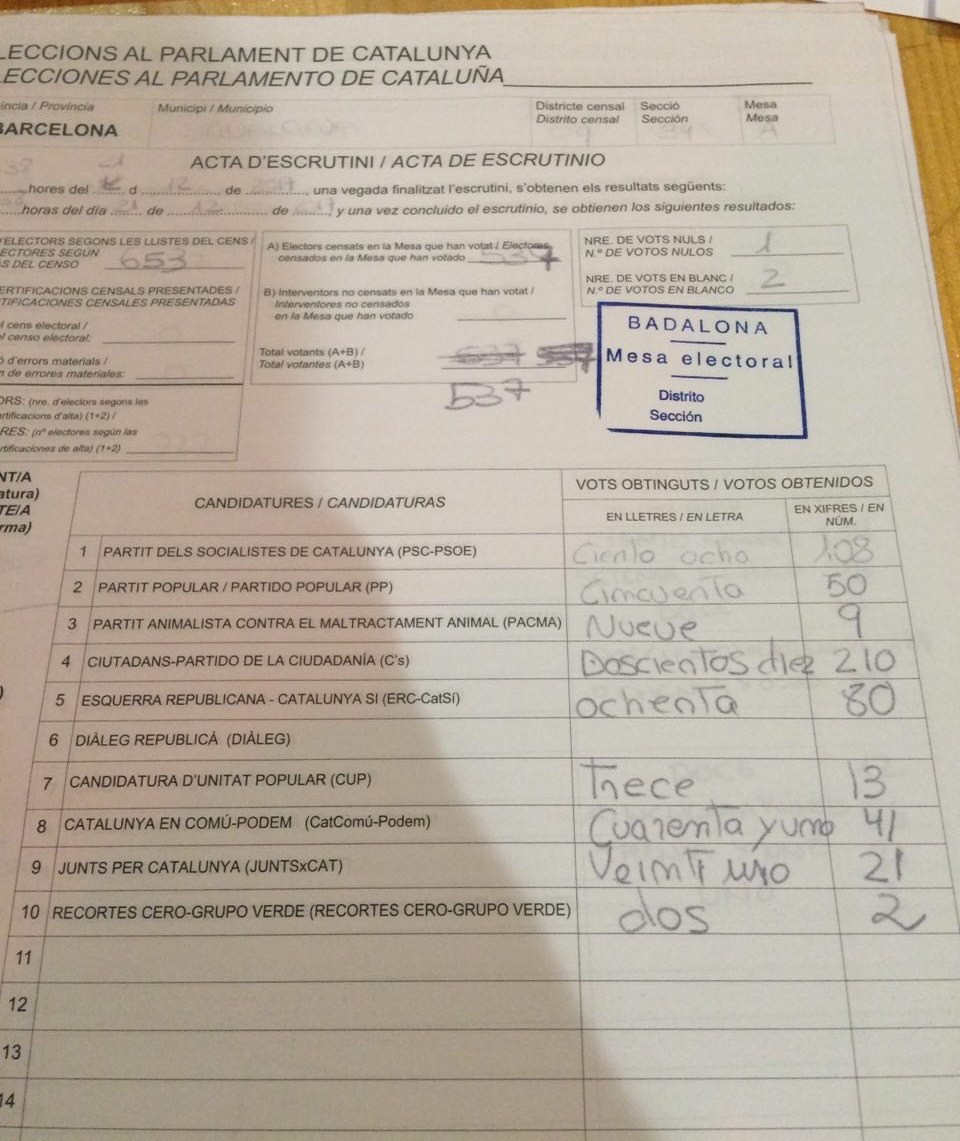 LECCIONS AL PARLAMENT DE CATALUNYA
LECCIONES AL PARLAMENTO DE CATALUÑA
íncia / Provincia
BARCELONA
Municipi / Municipio
Districte censal
Distrito censal
9
Secció
Sección
Mesa
Mesa
A
ACTA D'ESCRUTINI / ACTA DE ESCRUTINIO
hores del 12 d 12 de 2017, una vegada finalitzat l'escrutini, s'obtenen els resultats següents:
horas del día 21 de 12 de, y una vez concluido el escrutinio, se obtienen los siguientes resultados:
D'ELECTORS SEGONS LES LLISTES DEL CENS /
ECTORES SEGÚN
AS DEL CENSO 653
ERTIFICACIONS CENSALS PRESENTADES /
TIFICACIONES CENSALES PRESENTADAS
l cens electoral /
l censo electoral:
ó d'errors materials /
n de errores materiales:
ORS: (nre. d'electors segons les
rtificacions d'alta) (1+2) /
RES: (nº electores según las
rtificaciones de alta) (1+2)
A) Electors censats en la Mesa que han votat / Electores
censados en la Mesa que han votado 537
B) Interventors no censats en la Mesa que han votat /
Interventores no censados
en la Mesa que han votado
Total votants (A+B) /
Total votantes (A+B) 637 537
537
NRE. DE VOTS NULS /
N.º DE VOTOS NULOS 1
NRE. DE VOTS EN BLANC /
N.º DE VOTOS EN BLANCO 2
BADALONA
Mesa electoral
Distrito
Sección
NT/A
atura)
TE/A
rma)
CANDIDATURES / CANDIDATURAS
VOTS OBTINGUTS / VOTOS OBTENIDOS
EN LLETRES / EN LETRA
EN XIFRES / EN NÚM.
1 PARTIT DELS SOCIALISTES DE CATALUNYA (PSC-PSOE) Ciento ocho 108
2 PARTIT POPULAR / PARTIDO POPULAR (PP) Cincuenta 50
3 PARTIT ANIMALISTA CONTRA EL MALTRACTAMENT ANIMAL (PACMA) Nueve 9
4 CIUTADANS-PARTIDO DE LA CIUDADANÍA (C's) Doscientos diez 210
5 ESQUERRA REPUBLICANA - CATALUNYA SI (ERC-CatSí) ochenta 80
6 DIÀLEG REPUBLICÀ (DIÀLEG)
7 CANDIDATURA D'UNITAT POPULAR (CUP) Trece 13
8 CATALUNYA EN COMÚ-PODEM (CatComú-Podem) Cuarenta y uno 41
9 JUNTS PER CATALUNYA (JUNTSxCAT) Veinti uno 21
10 RECORTES CERO-GRUPO VERDE (RECORTES CERO-GRUPO VERDE) dos 2
11
12
13
14